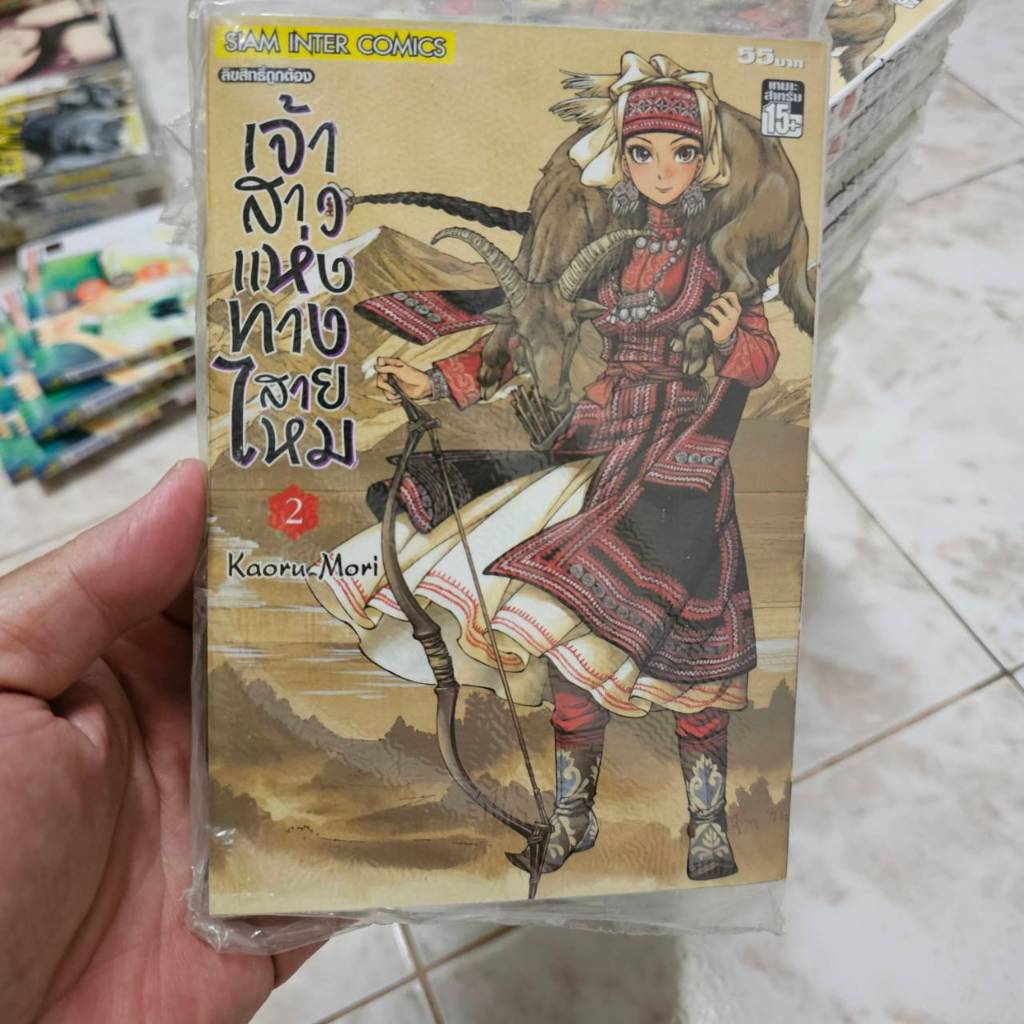 SIAM INTER COMICS
ลิขสิทธิ์ถูกต้อง
55บาท
เหมาะ
สำหรับ
15+
เจ้า
สาว
แห่ง
ทาง
สาย
ไหม
2
Kaoru Mori